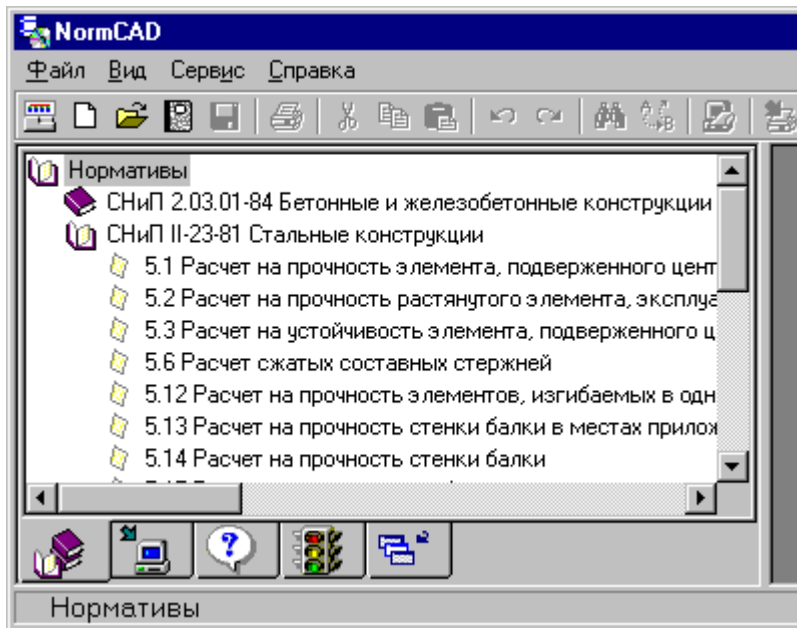 NormCAD
Файл Вид Сервис Справка
Нормативы
СНиП 2.03.01-84 Бетонные и железобетонные конструкции
СНиП II-23-81 Стальные конструкции
5.1 Расчет на прочность элемента, подверженного цент
5.2 Расчет на прочность растянутого элемента, эксплуа
5.3 Расчет на устойчивость элемента, подверженного ц
5.6 Расчет сжатых составных стержней
5.12 Расчет на прочность элементов, изгибаемых в одн
5.13 Расчет на прочность стенки балки в местах прилож
5.14 Расчет на прочность стенки балки
Нормативы